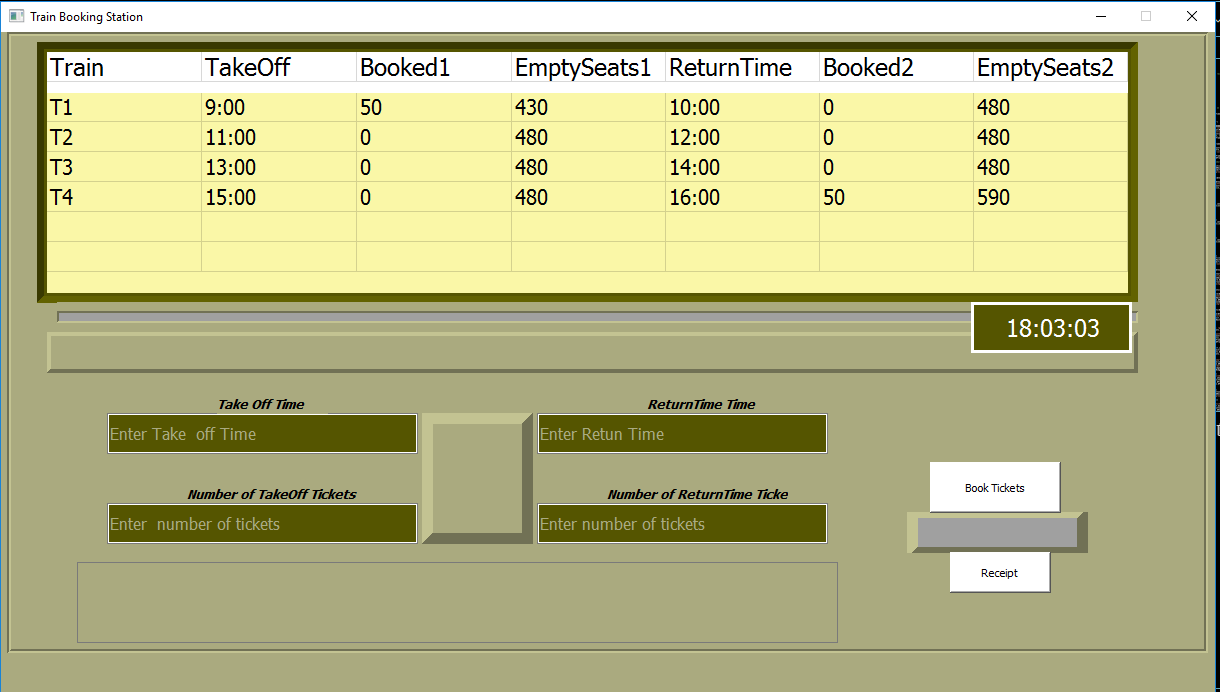 Train Booking Station
Train TakeOff Booked1 EmptySeats1 ReturnTime Booked2 EmptySeats2
T1 9:00 50 430 10:00 0 480
T2 11:00 0 480 12:00 0 480
T3 13:00 0 480 14:00 0 480
T4 15:00 0 480 16:00 50 590
18:03:03
Take Off Time ReturnTime Time
Enter Take  off Time Enter Retun Time
Number of TakeOff Tickets Number of ReturnTime Ticke
Enter  number of tickets Enter number of tickets
Book Tickets
Receipt